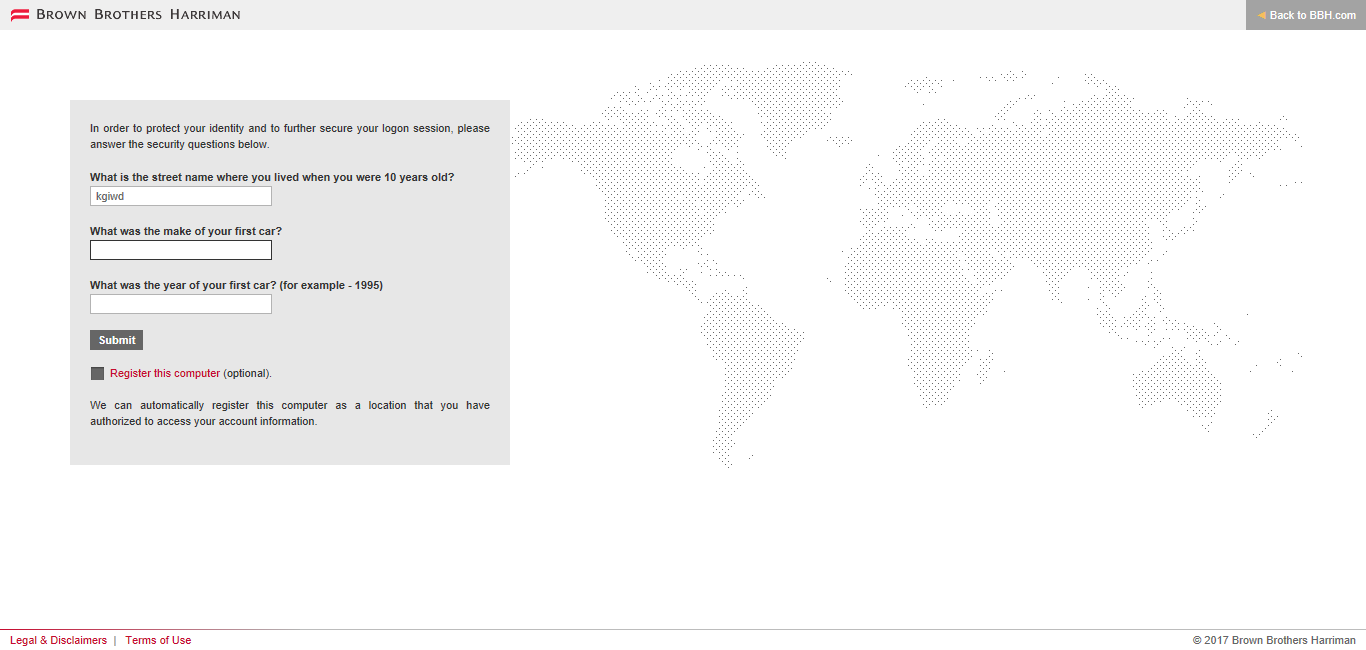 BROWN BROTHERS HARRIMAN
Back to BBH.com
In order to protect your identity and to further secure your logon session, please
answer the security questions below.
What is the street name where you lived when you were 10 years old?
kgiwd
What was the make of your first car?
What was the year of your first car? (for example - 1995)
Submit
Register this computer (optional).
We can automatically register this computer as a location that you have
authorized to access your account information.
Legal & Disclaimers | Terms of Use
© 2017 Brown Brothers Harriman